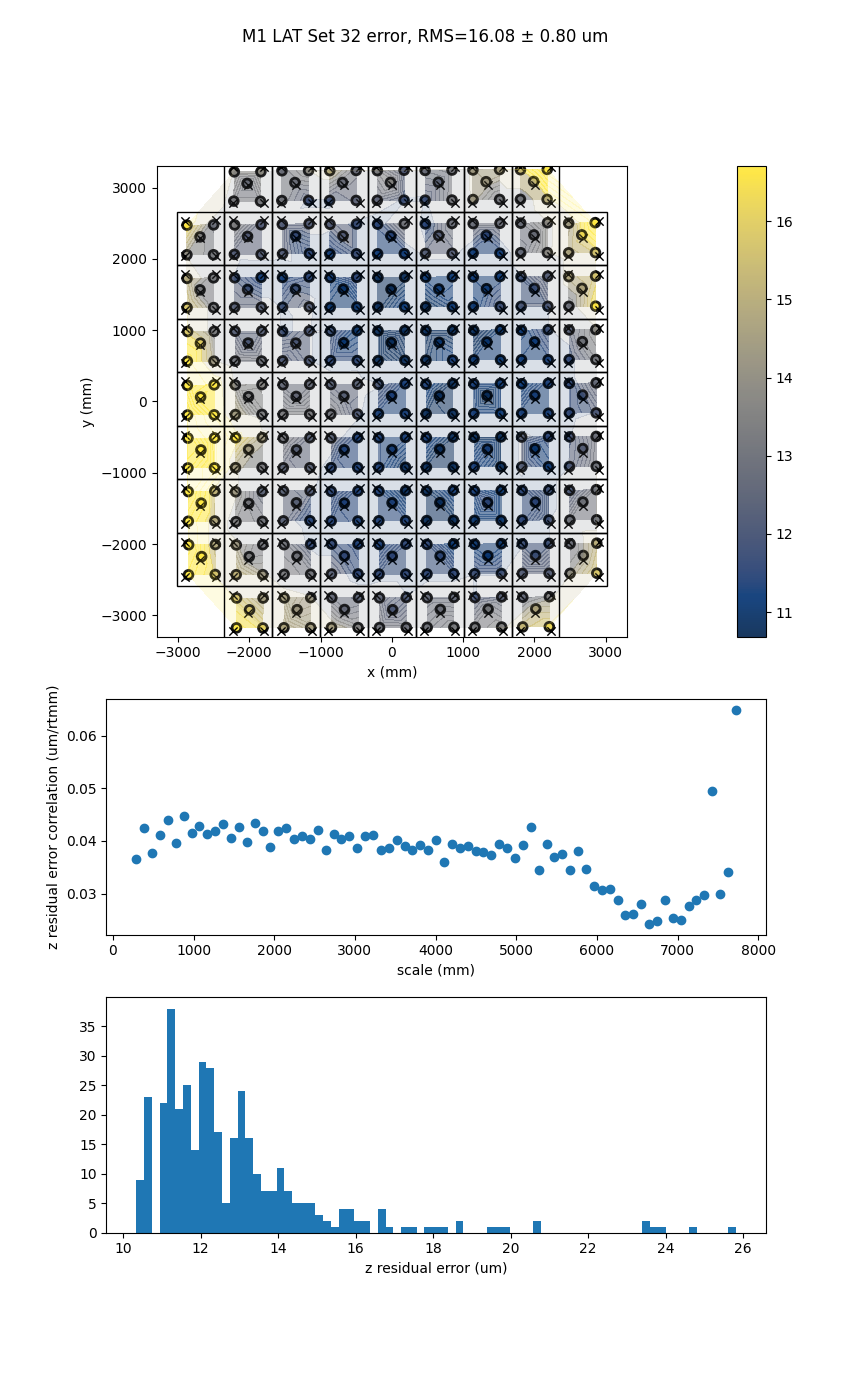 M1 LAT Set 32 error, RMS=16.08 ± 0.80 um
3000
2000
1000
0
−1000
−2000
−3000
y (mm)
−3000 −2000 −1000 0 1000 2000 3000
x (mm)
16
15
14
13
12
11
0.06
0.05
0.04
0.03
z residual error correlation (um/rtmm)
0 1000 2000 3000 4000 5000 6000 7000 8000
scale (mm)
35
30
25
20
15
10
5
0
10 12 14 16 18 20 22 24 26
z residual error (um)